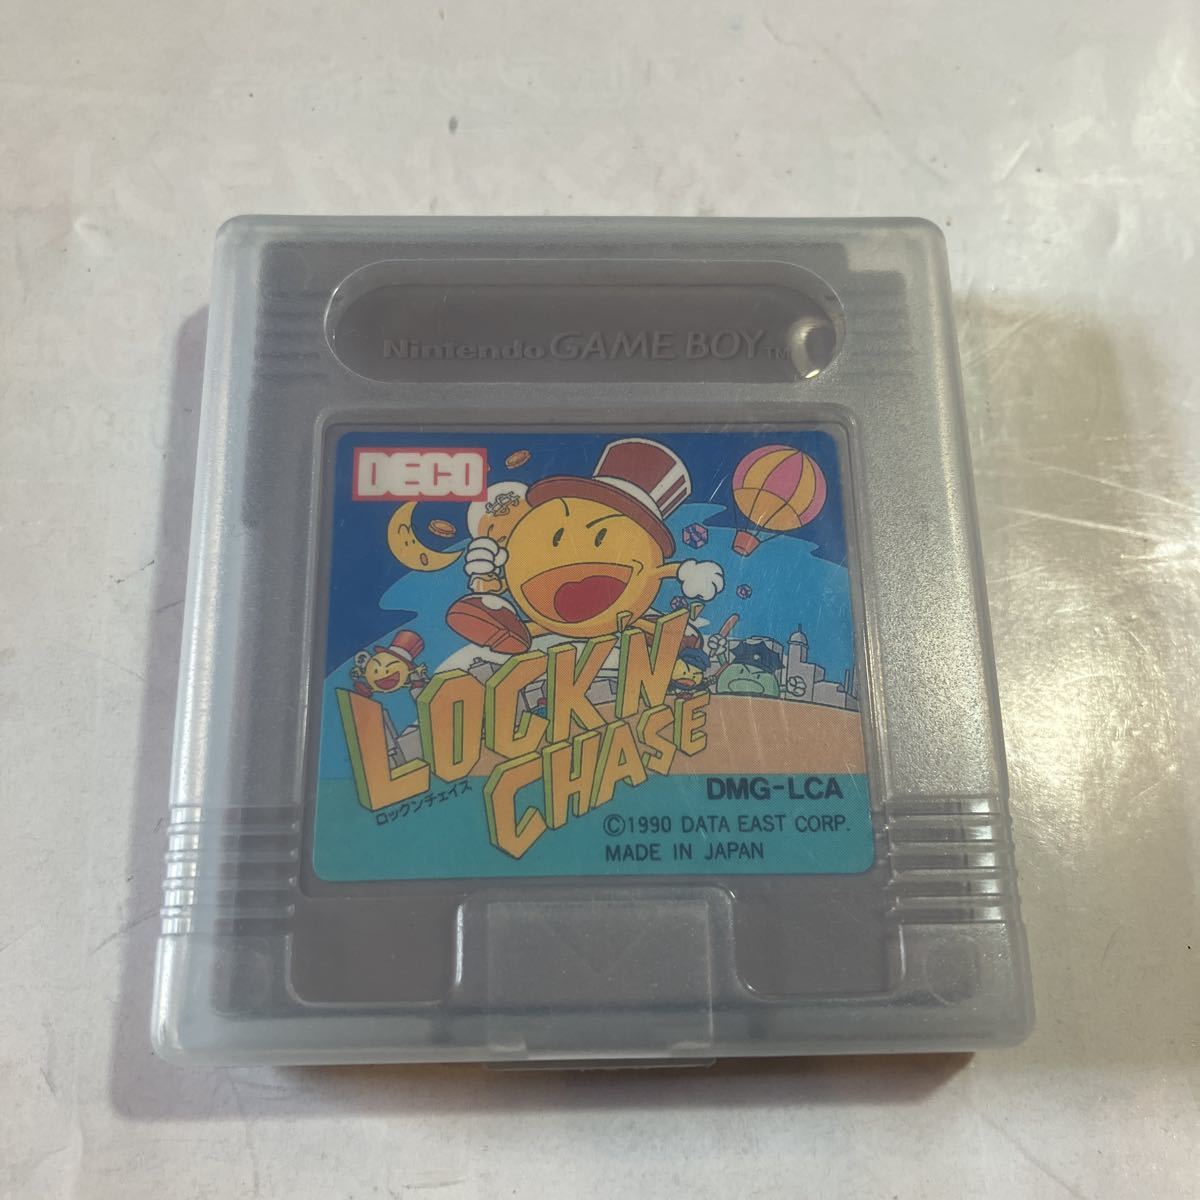 Nintendo GAME BOY TM
DECO
LOCK'N'
CHASE
ロックンチェイス
DMG-LCA
©1990 DATA EAST CORP.
MADE IN JAPAN